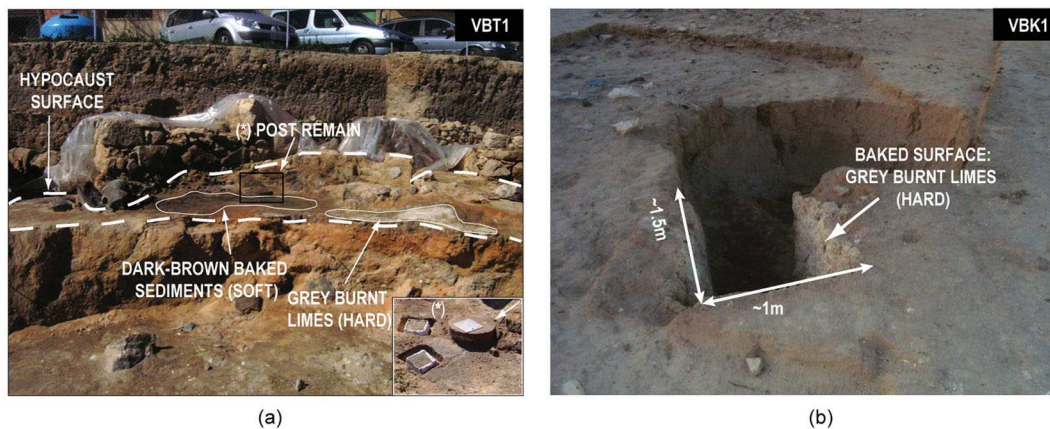 VBT1
HYPOCAUST
SURFACE
(*) POST REMAIN
DARK-BROWN BAKED
SEDIMENTS (SOFT)
GREY BURNT
LIMES (HARD)
(*)
(a)
VBK1
BAKED SURFACE:
GREY BURNT LIMES
(HARD)
~1.5m
~1m
(b)